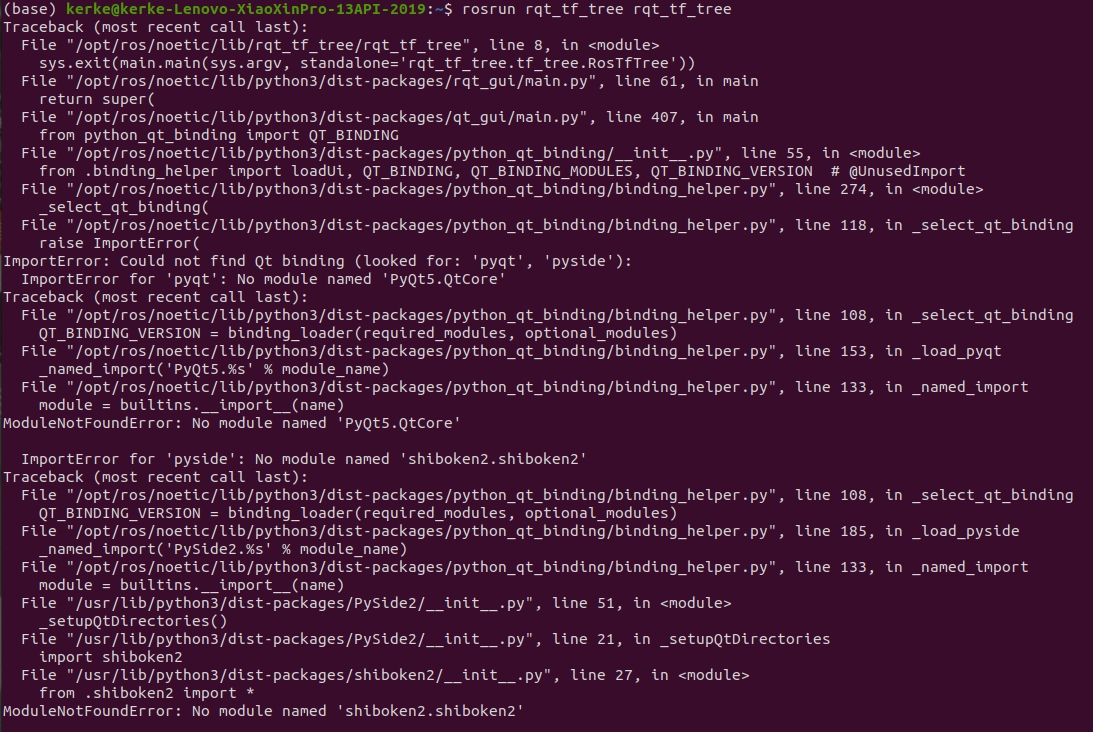 (base) kerke@kerke-Lenovo-XiaoXinPro-13API-2019:~$ rosrun rqt_tf_tree rqt_tf_tree
Traceback (most recent call last):
  File "/opt/ros/noetic/lib/rqt_tf_tree/rqt_tf_tree", line 8, in <module>
    sys.exit(main.main(sys.argv, standalone='rqt_tf_tree.tf_tree.RosTfTree'))
  File "/opt/ros/noetic/lib/python3/dist-packages/rqt_gui/main.py", line 61, in main
    return super(
  File "/opt/ros/noetic/lib/python3/dist-packages/qt_gui/main.py", line 407, in main
    from python_qt_binding import QT_BINDING
  File "/opt/ros/noetic/lib/python3/dist-packages/python_qt_binding/__init__.py", line 55, in <module>
    from .binding_helper import loadUi, QT_BINDING, QT_BINDING_MODULES, QT_BINDING_VERSION  # @UnusedImport
  File "/opt/ros/noetic/lib/python3/dist-packages/python_qt_binding/binding_helper.py", line 274, in <module>
    _select_qt_binding(
  File "/opt/ros/noetic/lib/python3/dist-packages/python_qt_binding/binding_helper.py", line 118, in _select_qt_binding
    raise ImportError(
ImportError: Could not find Qt binding (looked for: 'pyqt', 'pyside'):
  ImportError for 'pyqt': No module named 'PyQt5.QtCore'
Traceback (most recent call last):
  File "/opt/ros/noetic/lib/python3/dist-packages/python_qt_binding/binding_helper.py", line 108, in _select_qt_binding
    QT_BINDING_VERSION = binding_loader(required_modules, optional_modules)
  File "/opt/ros/noetic/lib/python3/dist-packages/python_qt_binding/binding_helper.py", line 153, in _load_pyqt
    _named_import('PyQt5.%s' % module_name)
  File "/opt/ros/noetic/lib/python3/dist-packages/python_qt_binding/binding_helper.py", line 133, in _named_import
    module = builtins.__import__(name)
ModuleNotFoundError: No module named 'PyQt5.QtCore'

  ImportError for 'pyside': No module named 'shiboken2.shiboken2'
Traceback (most recent call last):
  File "/opt/ros/noetic/lib/python3/dist-packages/python_qt_binding/binding_helper.py", line 108, in _select_qt_binding
    QT_BINDING_VERSION = binding_loader(required_modules, optional_modules)
  File "/opt/ros/noetic/lib/python3/dist-packages/python_qt_binding/binding_helper.py", line 185, in _load_pyside
    _named_import('PySide2.%s' % module_name)
  File "/opt/ros/noetic/lib/python3/dist-packages/python_qt_binding/binding_helper.py", line 133, in _named_import
    module = builtins.__import__(name)
  File "/usr/lib/python3/dist-packages/PySide2/__init__.py", line 51, in <module>
    _setupQtDirectories()
  File "/usr/lib/python3/dist-packages/PySide2/__init__.py", line 21, in _setupQtDirectories
    import shiboken2
  File "/usr/lib/python3/dist-packages/shiboken2/__init__.py", line 27, in <module>
    from .shiboken2 import *
ModuleNotFoundError: No module named 'shiboken2.shiboken2'